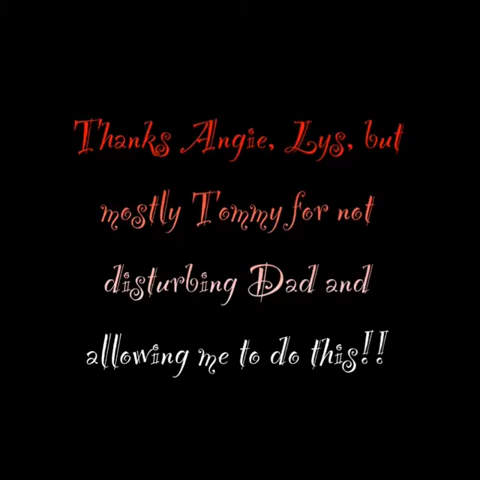 Thanks Angie, Lys, but
mostly Tommy for not
disturbing Dad and
allowing me to do this!!